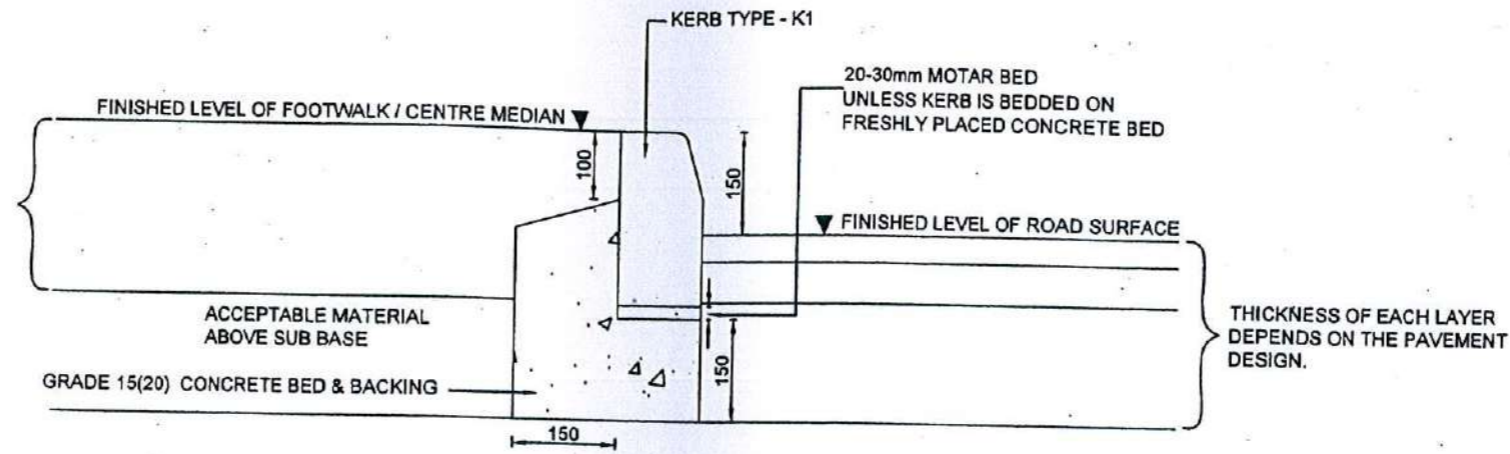 KERB TYPE - K1
20-30mm MOTAR BED
UNLESS KERB IS BEDDED ON
FRESHLY PLACED CONCRETE BED
FINISHED LEVEL OF FOOTWALK / CENTRE MEDIAN
100
150
FINISHED LEVEL OF ROAD SURFACE
ACCEPTABLE MATERIAL
ABOVE SUB BASE
THICKNESS OF EACH LAYER
DEPENDS ON THE PAVEMENT
DESIGN.
GRADE 15(20) CONCRETE BED & BACKING
150
150